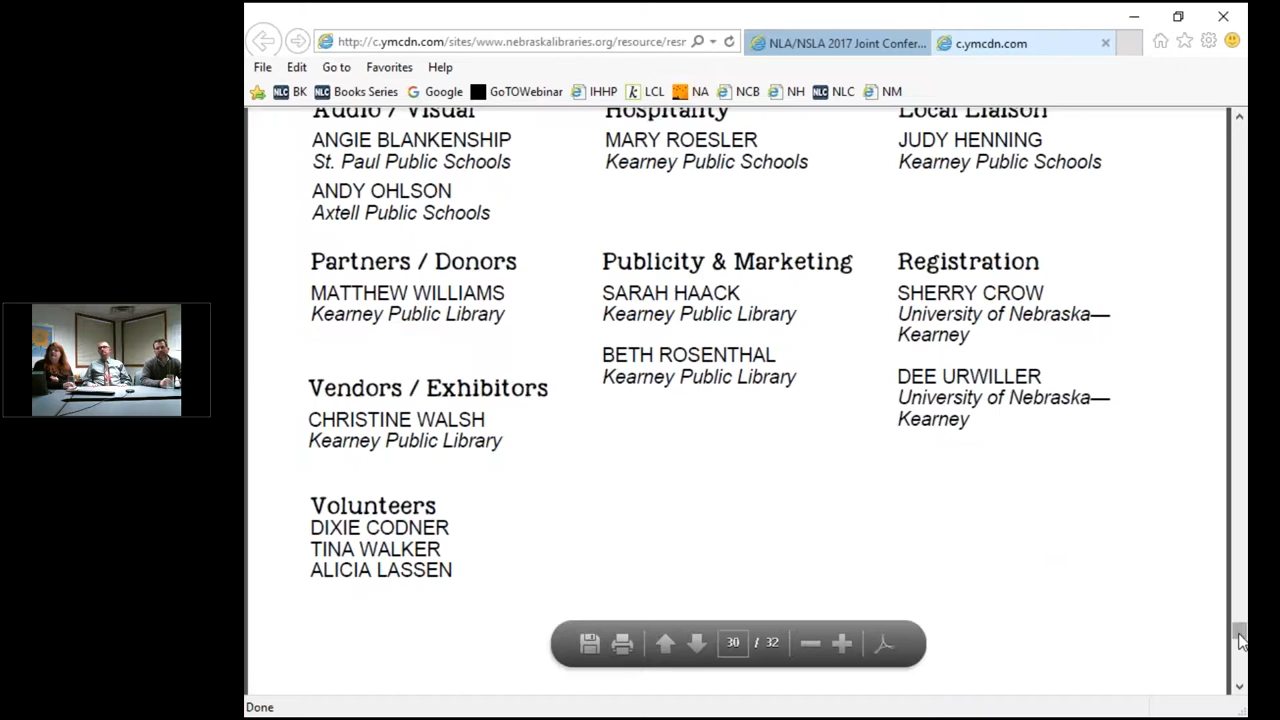 http://c.ymcdn.com/sites/www.nebraskalibraries.org/resource/resr
NLA/NSLA 2017 Joint Confer...
c.ymcdn.com
File Edit Go to Favorites Help
NLC BK NLC Books Series G Google GoTOWebinar IHHP k LCL NA NCB NH NLC NLC NM
Audio / Visual
ANGIE BLANKENSHIP
St. Paul Public Schools
ANDY OHLSON
Axtell Public Schools
Hospitality
MARY ROESLER
Kearney Public Schools
Local Liaison
JUDY HENNING
Kearney Public Schools
Partners / Donors
MATTHEW WILLIAMS
Kearney Public Library
Publicity & Marketing
SARAH HAACK
Kearney Public Library
BETH ROSENTHAL
Kearney Public Library
Registration
SHERRY CROW
University of Nebraska—
Kearney
DEE URWILLER
University of Nebraska—
Kearney
Vendors / Exhibitors
CHRISTINE WALSH
Kearney Public Library
Volunteers
DIXIE CODNER
TINA WALKER
ALICIA LASSEN
30 / 32
Done